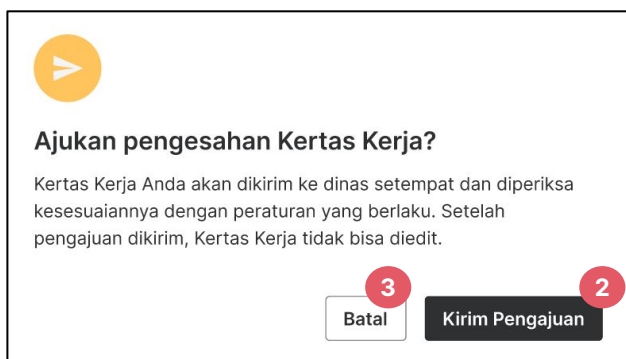 Ajukan pengesahan Kertas Kerja?
Kertas Kerja Anda akan dikirim ke dinas setempat dan diperiksa
kesesuaiannya dengan peraturan yang berlaku. Setelah
pengajuan dikirim, Kertas Kerja tidak bisa diedit.
3
2
Batal
Kirim Pengajuan